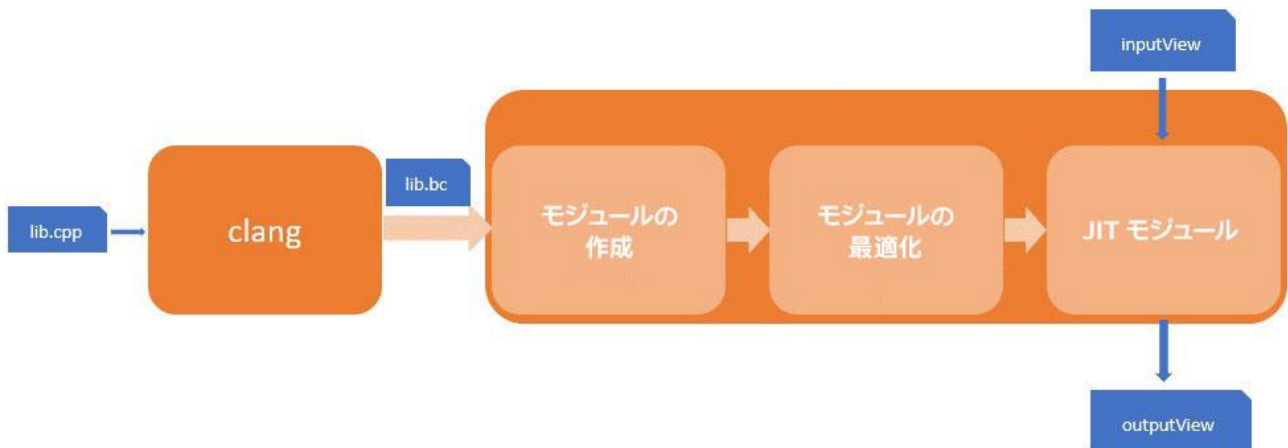 inputView
lib.cpp
clang
lib.bc
モジュールの
作成
モジュールの
最適化
JIT モジュール
outputView